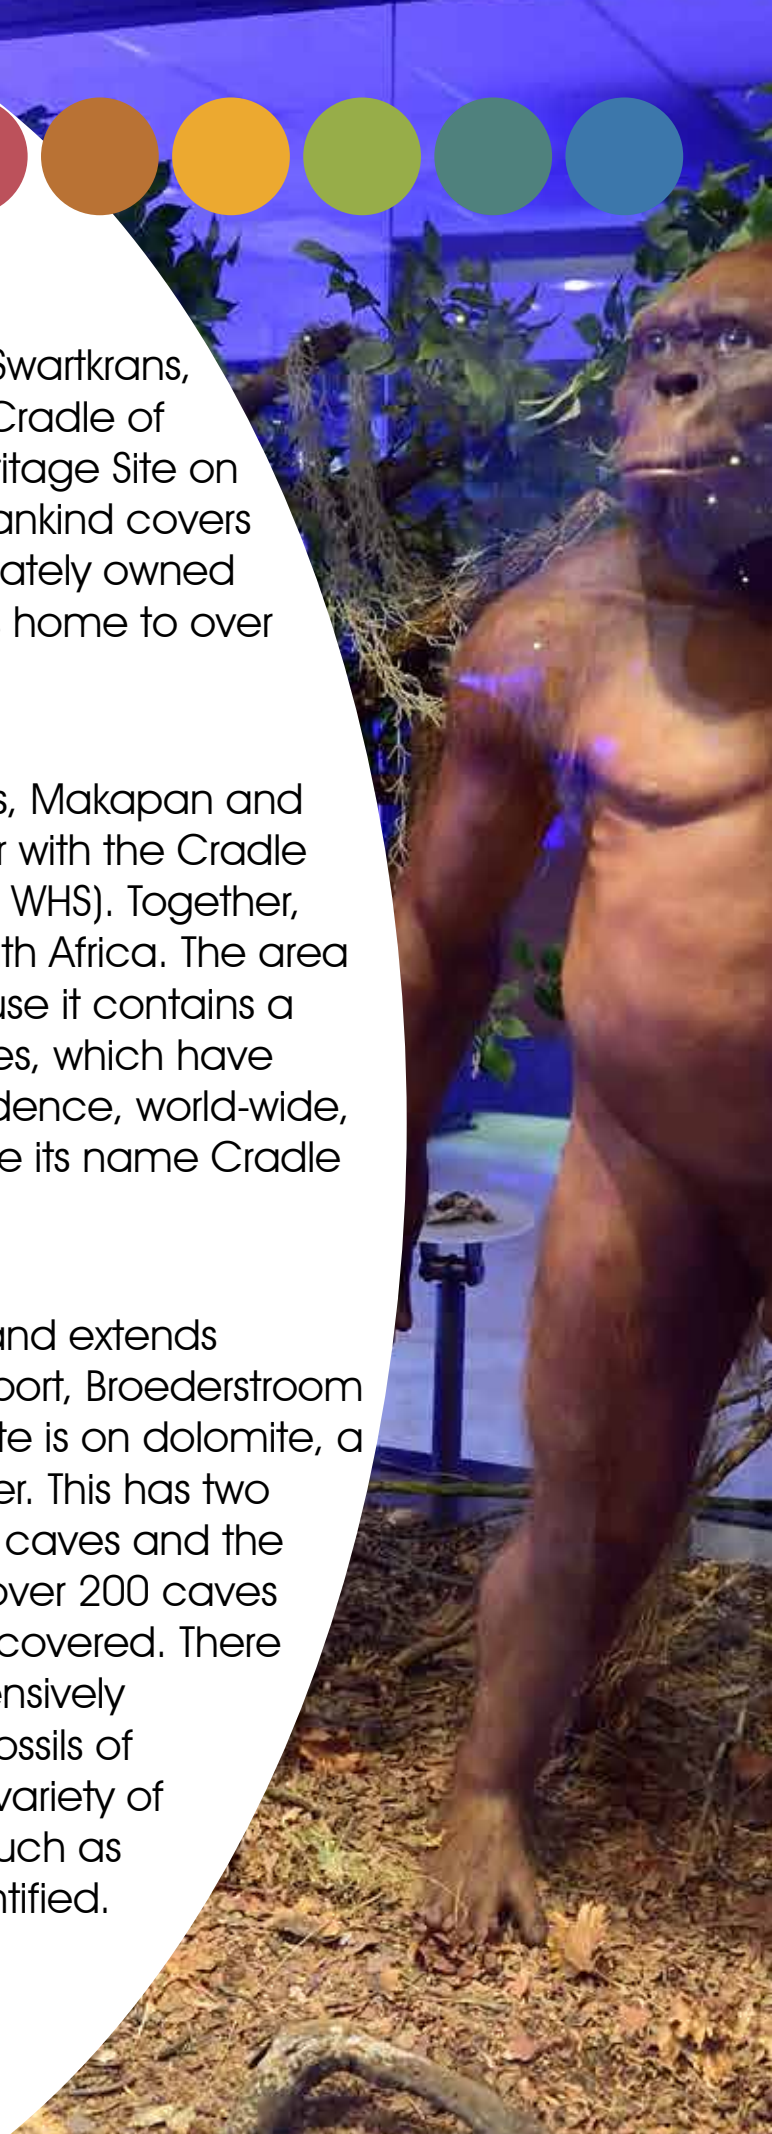 Swartkrans,
Cradle of
itage Site on
ankind covers
ately owned
home to over
s, Makapan and
r with the Cradle
WHS). Together,
th Africa. The area
use it contains a
es, which have
dence, world-wide,
e its name Cradle
and extends
oort, Broederstroom
te is on dolomite, a
er. This has two
caves and the
over 200 caves
covered. There
ensively
ossils of
variety of
uch as
ntified.